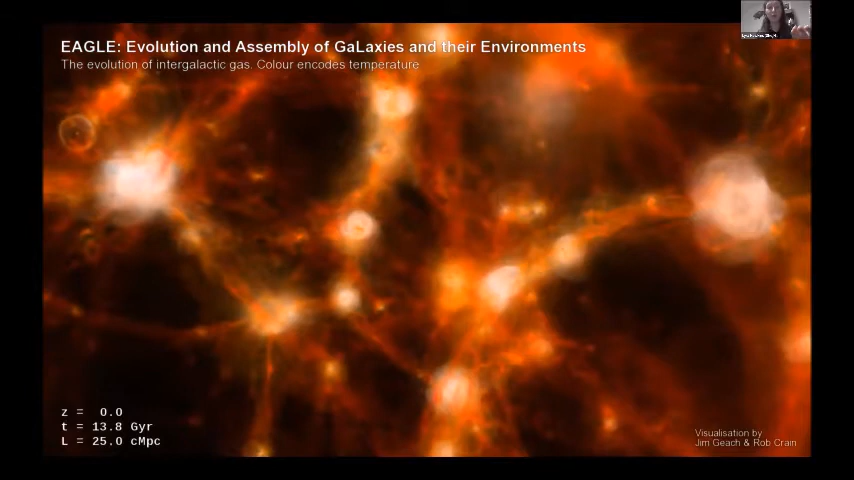 EAGLE: Evolution and Assembly of GaLaxies and their Environments
The evolution of intergalactic gas. Colour encodes temperature
z = 0.0
t = 13.8 Gyr
L = 25.0 cMpc
Visualisation by
Jim Geach & Rob Crain